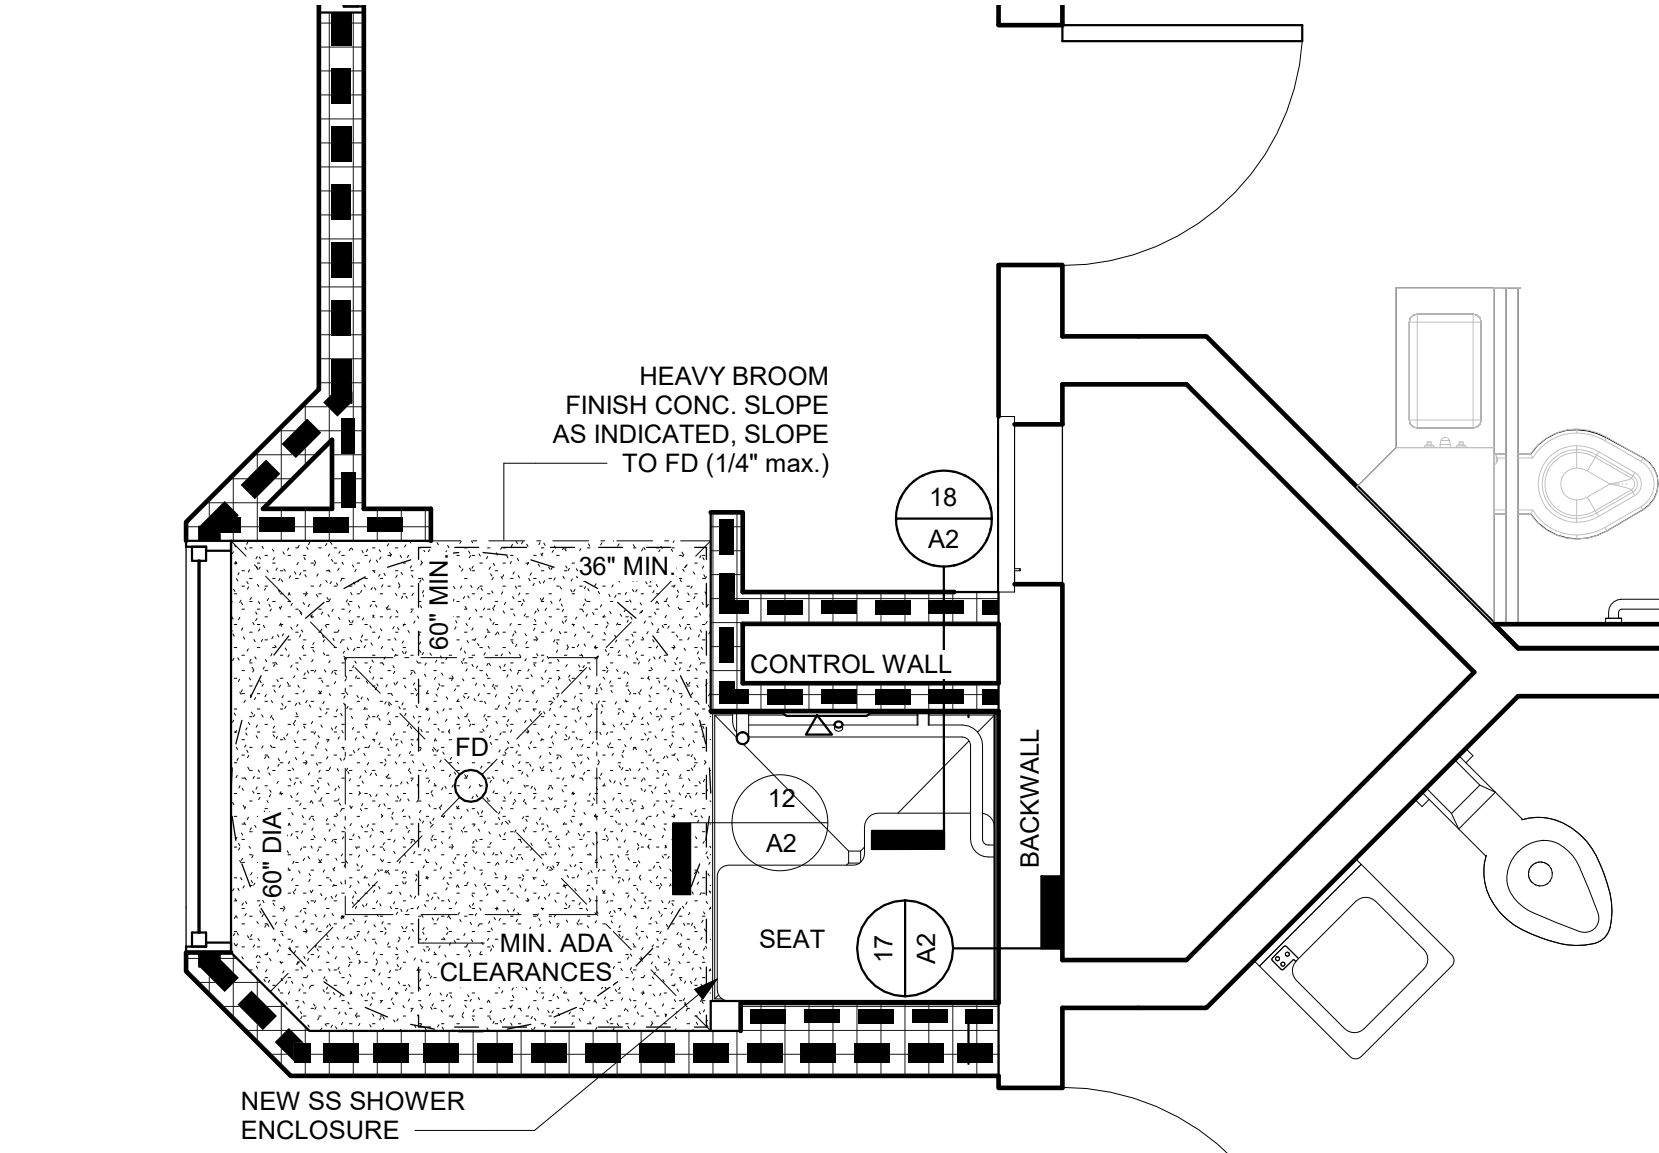 HEAVY BROOM
FINISH CONC. SLOPE
AS INDICATED, SLOPE
TO FD (1/4" max.)
18
A2
36" MIN.
60" MIN.
CONTROL WALL
FD
12
A2
BACKWALL
60" DIA
SEAT
17
A2
MIN. ADA
CLEARANCES
NEW SS SHOWER
ENCLOSURE